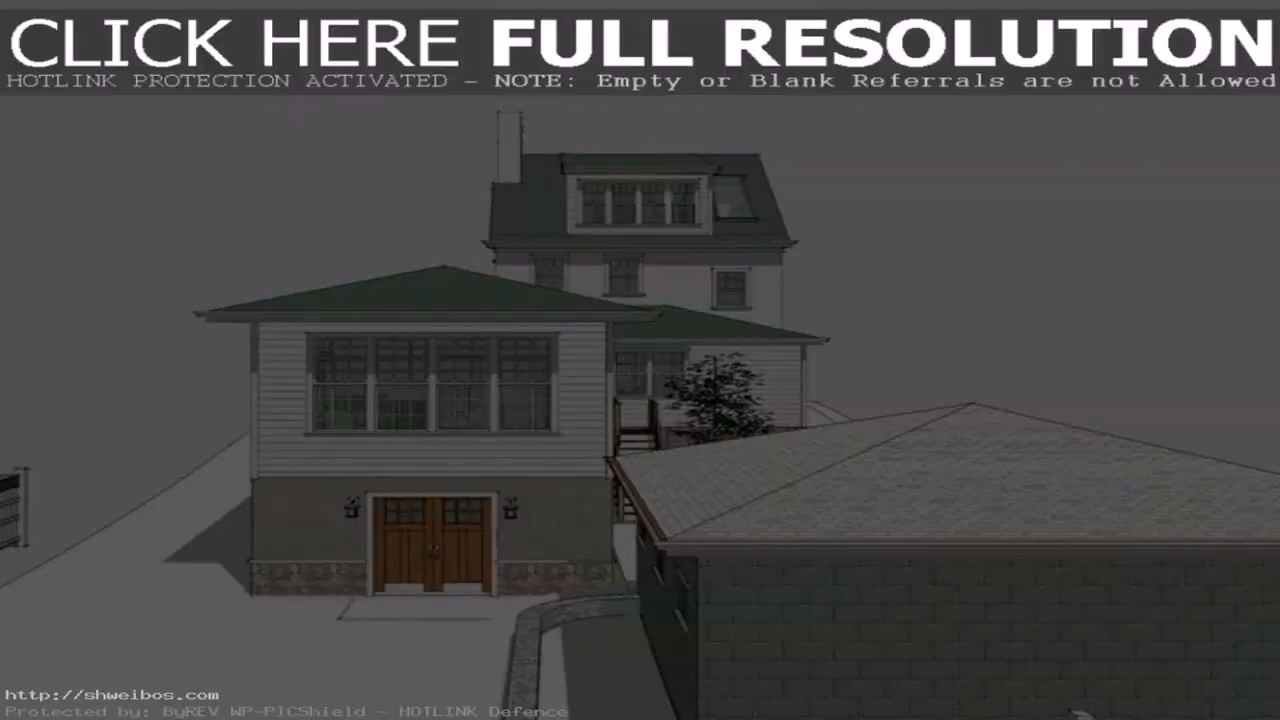 CLICK HERE FULL RESOLUTION
HOTLINK PROTECTION ACTIVATED - NOTE: Empty or Blank Referrals are not Allowed
http://shweibos.com
Protected by: ByREV WP-PICShield - HOTLINK Defence